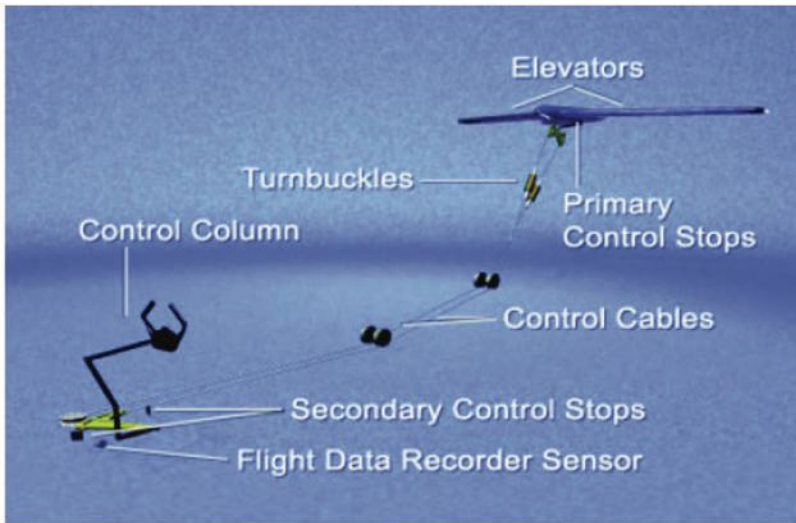 Elevators
Turnbuckles
Primary
Control Stops
Control Column
Control Cables
Secondary Control Stops
Flight Data Recorder Sensor